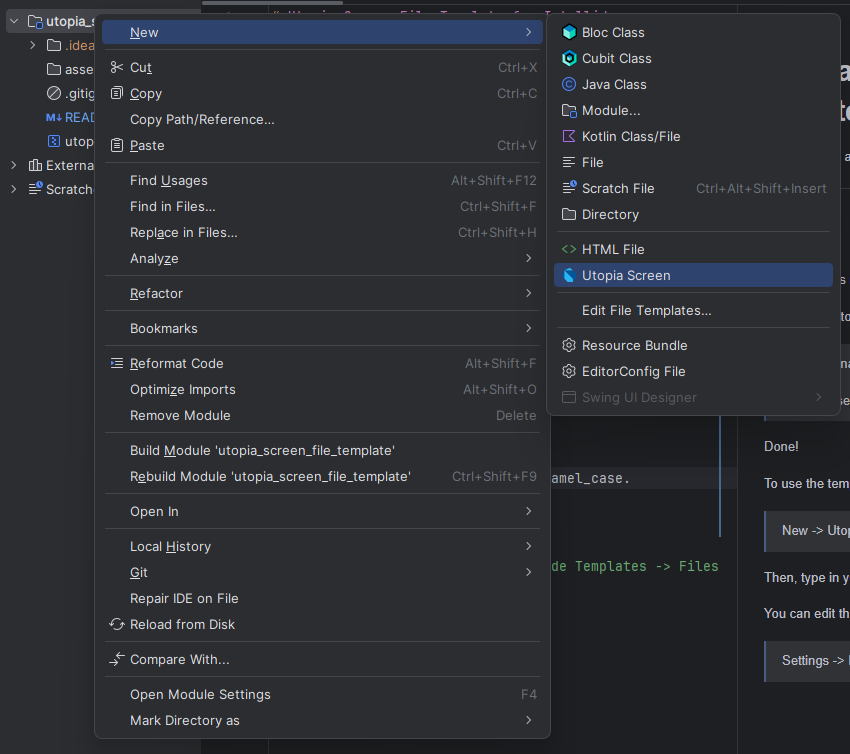 utopia_s
.idea
asse
.gitig
READ
utop
Externa
Scratche
New
Cut Ctrl+X
Copy Ctrl+C
Copy Path/Reference...
Paste Ctrl+V
Find Usages Alt+Shift+F12
Find in Files... Ctrl+Shift+F
Replace in Files... Ctrl+Shift+H
Analyze
Refactor
Bookmarks
Reformat Code Alt+Shift+F
Optimize Imports Alt+Shift+O
Remove Module Delete
Build Module 'utopia_screen_file_template'
Rebuild Module 'utopia_screen_file_template' Ctrl+Shift+F9
Open In
Local History
Git
Repair IDE on File
Reload from Disk
Compare With...
Open Module Settings F4
Mark Directory as
Bloc Class
Cubit Class
Java Class
Module...
Kotlin Class/File
File
Scratch File Ctrl+Alt+Shift+Insert
Directory
HTML File
Utopia Screen
Edit File Templates...
Resource Bundle
EditorConfig File
Swing UI Designer
amel_case.
de Templates -> Files
Done!
To use the tem
New -> Utop
Then, type in y
You can edit th
Settings ->